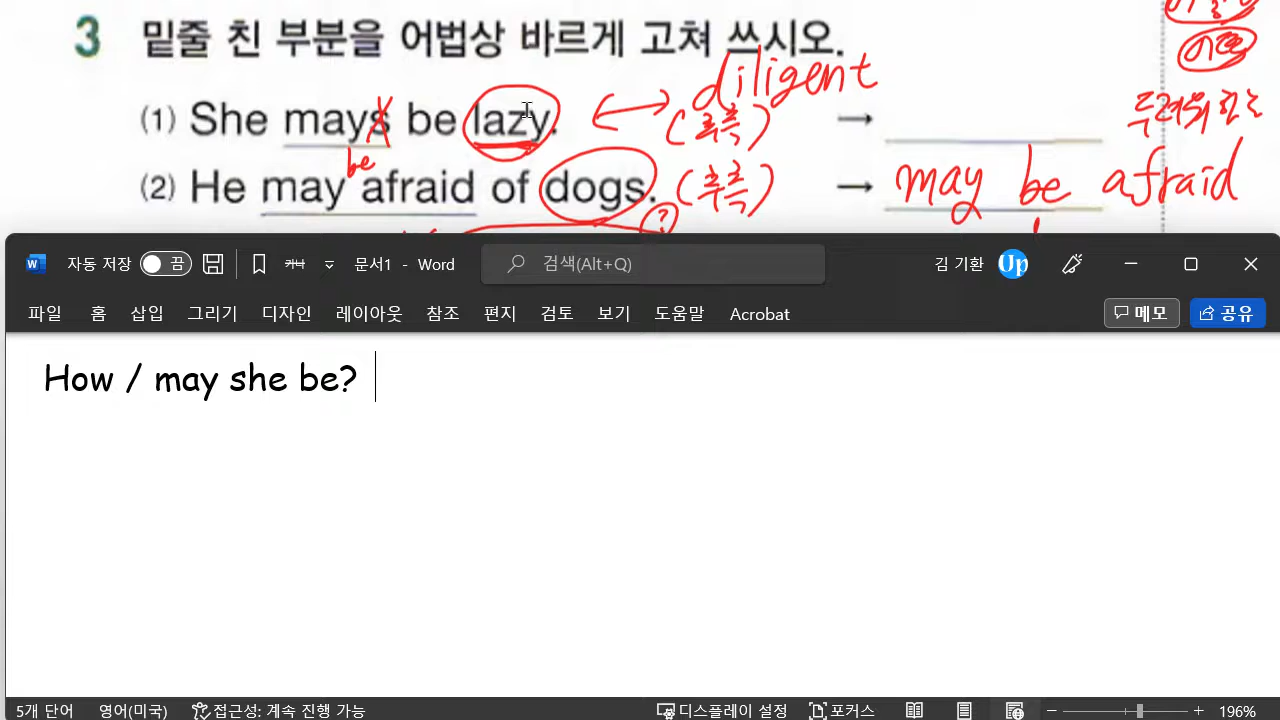 3 밑줄 친 부분을 어법상 바르게 고쳐 쓰시오.
diligent
(1) She mays be lazy. (추측) →
두려워 하는
be
(2) He may afraid of dogs. (추측) → may be afraid
?
자동 저장 끔 가나 문서1 - Word 검색(Alt+Q) 김 기환 Up
파일 홈 삽입 그리기 디자인 레이아웃 참조 편지 검토 보기 도움말 Acrobat 메모 공유
How / may she be?
5개 단어 영어(미국) 접근성: 계속 진행 가능 디스플레이 설정 포커스 196%